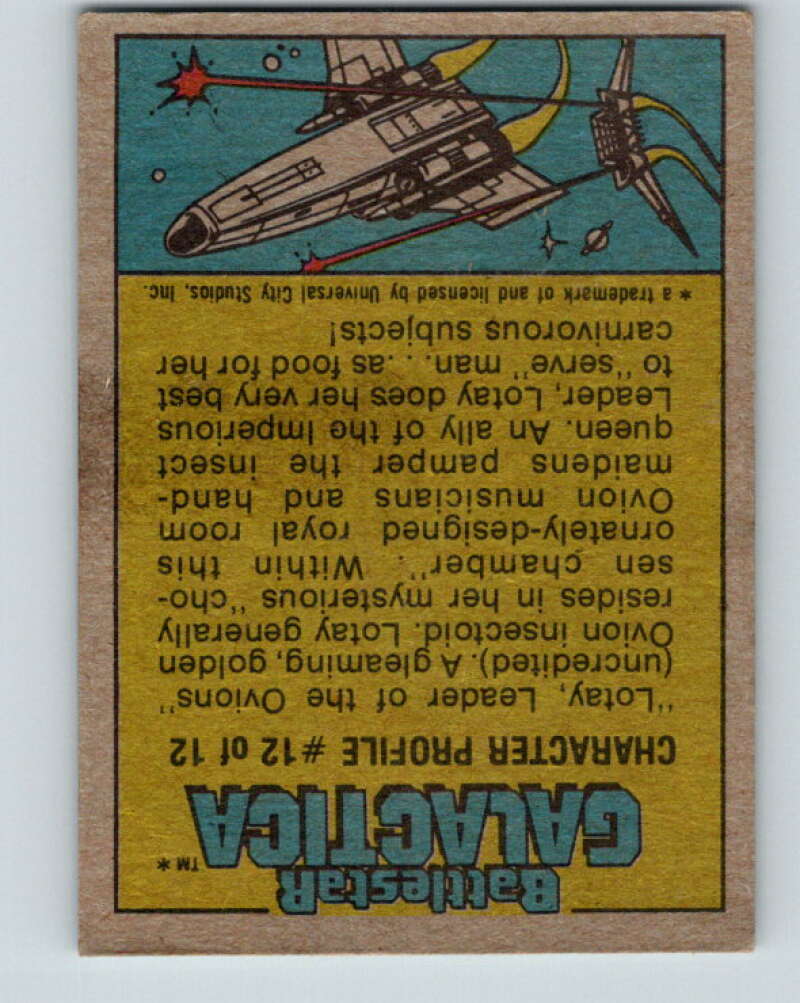 BattlestaR
GALACTICA™*
CHARACTER PROFILE #12 of 12
"Lotay, Leader of the Ovions"
(uncredited). A gleaming, golden,
Ovion insectoid. Lotay generally
resides in her mysterious "cho-
sen chamber". Within this
ornately-designed royal room
Ovion musicians and hand-
maidens pamper the insect
queen. An ally of the Imperious
Leader, Lotay does her very best
to "serve" man. . .as food for her
carnivorous subjects!
* a trademark of and licensed by Universal City Studios, Inc.